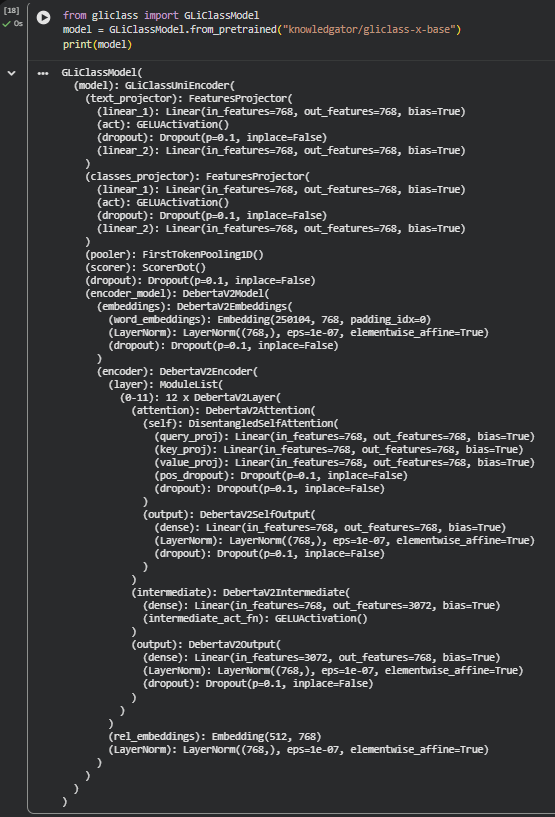 [18]
0s
from gliclass import GLiClassModel
model = GLiClassModel.from_pretrained("knowledgator/gliclass-x-base")
print(model)
GLiClassModel(
  (model): GLiClassUniEncoder(
    (text_projector): FeaturesProjector(
      (linear_1): Linear(in_features=768, out_features=768, bias=True)
      (act): GELUActivation()
      (dropout): Dropout(p=0.1, inplace=False)
      (linear_2): Linear(in_features=768, out_features=768, bias=True)
    )
    (classes_projector): FeaturesProjector(
      (linear_1): Linear(in_features=768, out_features=768, bias=True)
      (act): GELUActivation()
      (dropout): Dropout(p=0.1, inplace=False)
      (linear_2): Linear(in_features=768, out_features=768, bias=True)
    )
    (pooler): FirstTokenPooling1D()
    (scorer): ScorerDot()
    (dropout): Dropout(p=0.1, inplace=False)
    (encoder_model): DebertaV2Model(
      (embeddings): DebertaV2Embeddings(
        (word_embeddings): Embedding(250104, 768, padding_idx=0)
        (LayerNorm): LayerNorm((768,), eps=1e-07, elementwise_affine=True)
        (dropout): Dropout(p=0.1, inplace=False)
      )
      (encoder): DebertaV2Encoder(
        (layer): ModuleList(
          (0-11): 12 x DebertaV2Layer(
            (attention): DebertaV2Attention(
              (self): DisentangledSelfAttention(
                (query_proj): Linear(in_features=768, out_features=768, bias=True)
                (key_proj): Linear(in_features=768, out_features=768, bias=True)
                (value_proj): Linear(in_features=768, out_features=768, bias=True)
                (pos_dropout): Dropout(p=0.1, inplace=False)
                (dropout): Dropout(p=0.1, inplace=False)
              )
              (output): DebertaV2SelfOutput(
                (dense): Linear(in_features=768, out_features=768, bias=True)
                (LayerNorm): LayerNorm((768,), eps=1e-07, elementwise_affine=True)
                (dropout): Dropout(p=0.1, inplace=False)
              )
            )
            (intermediate): DebertaV2Intermediate(
              (dense): Linear(in_features=768, out_features=3072, bias=True)
              (intermediate_act_fn): GELUActivation()
            )
            (output): DebertaV2Output(
              (dense): Linear(in_features=3072, out_features=768, bias=True)
              (LayerNorm): LayerNorm((768,), eps=1e-07, elementwise_affine=True)
              (dropout): Dropout(p=0.1, inplace=False)
            )
          )
        )
        (rel_embeddings): Embedding(512, 768)
        (LayerNorm): LayerNorm((768,), eps=1e-07, elementwise_affine=True)
      )
    )
  )
)